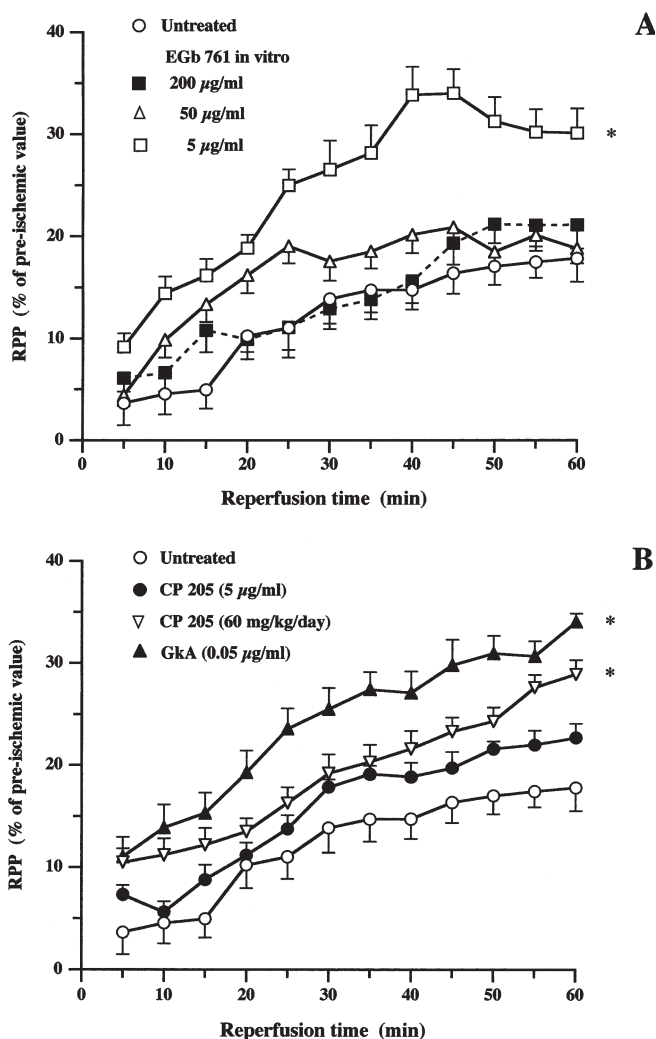 A
Untreated
EGb 761 in vitro
200 µg/ml
50 µg/ml
5 µg/ml
*
RPP (% of pre-ischemic value)
40
30
20
10
0
0 10 20 30 40 50 60
Reperfusion time (min)
B
Untreated
CP 205 (5 µg/ml)
CP 205 (60 mg/kg/day)
GkA (0.05 µg/ml)
*
*
RPP (% of pre-ischemic value)
40
30
20
10
0
0 10 20 30 40 50 60
Reperfusion time (min)